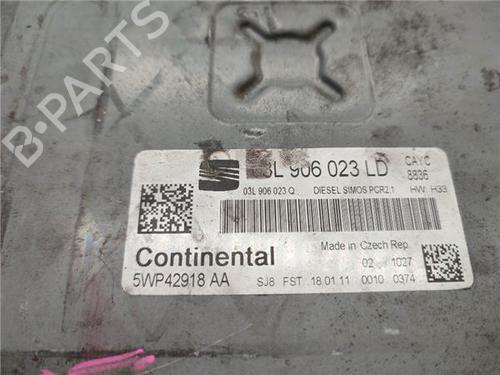 B-PARTS
03L 906 023 LD CAYC
8836
03L 906 023 Q DIESEL SIMOS PCR2.1 HW: H33
Continental
Made in Czech Rep.
02 1027
5WP42918 AA
SJ8 FST 18 01 11 0010 0374